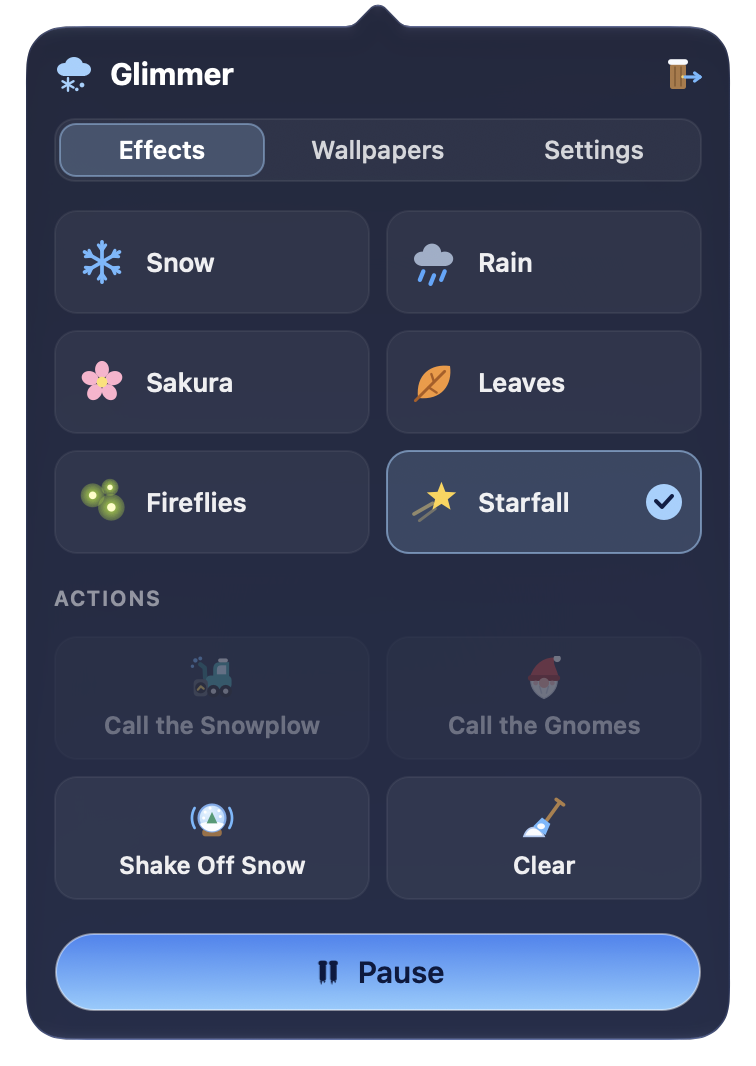 Glimmer
Effects Wallpapers Settings
Snow Rain
Sakura Leaves
Fireflies Starfall
ACTIONS
Call the Snowplow Call the Gnomes
Shake Off Snow Clear
Pause